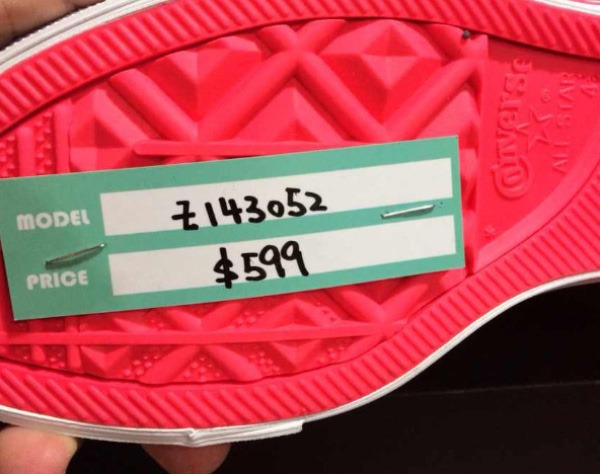 MODEL Z143052
PRICE $599
converse
ALL STAR